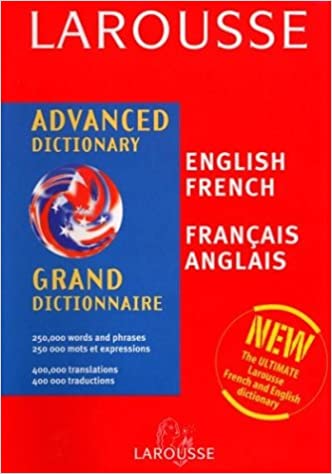 LAROUSSE
ADVANCED
DICTIONARY
GRAND
DICTIONNAIRE
250,000 words and phrases
250 000 mots et expressions
400,000 translations
400 000 traductions
ENGLISH
FRENCH
FRANÇAIS
ANGLAIS
NEW
The ULTIMATE
Larousse
French and English
dictionary
LAROUSSE